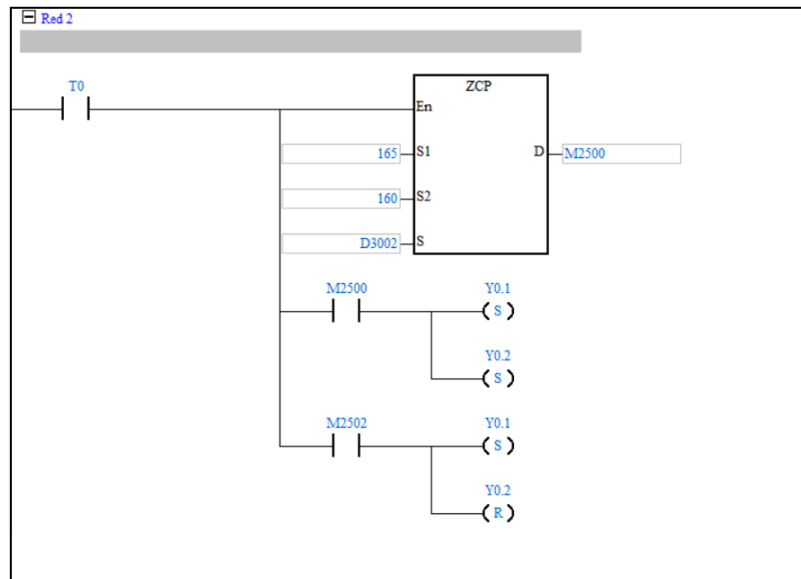 Red 2
T0
ZCP
En
165 S1 D M2500
160 S2
D3002 S
M2500 Y0.1
S
Y0.2
S
M2502 Y0.1
S
Y0.2
R